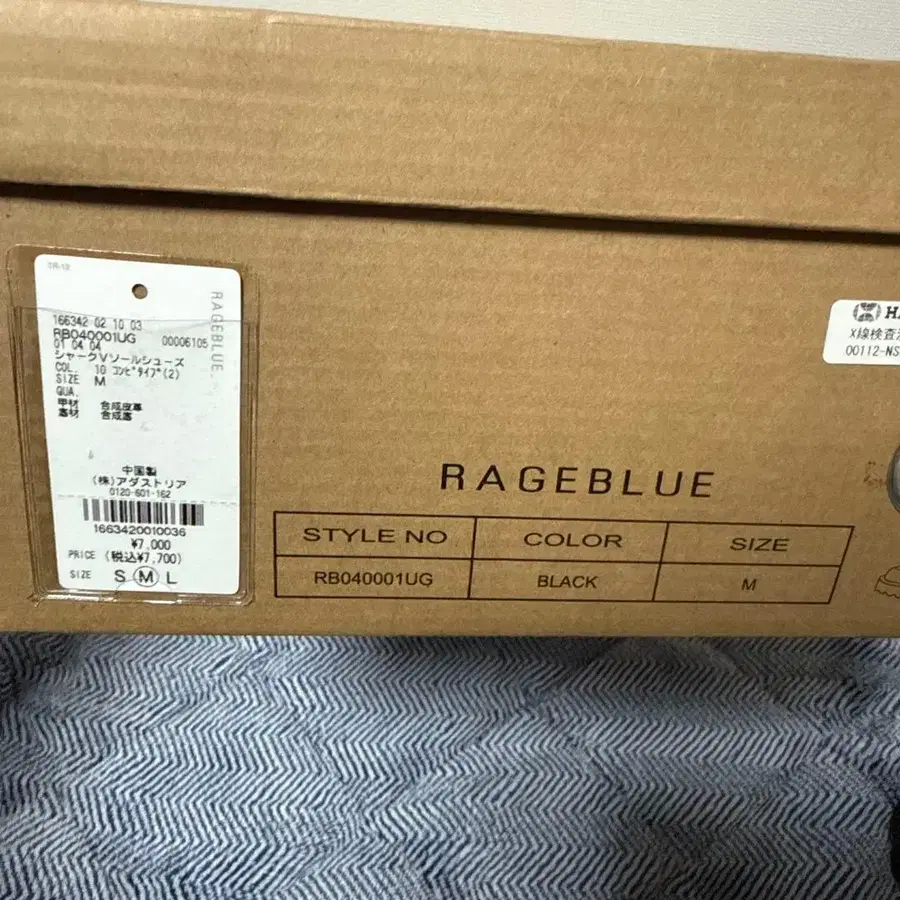 TR-13
RAGEBLUE
166342 02 10 03
RB040001UG 00006105
01 04 04
シャークVソールシューズ
COL. 10 コンビタイプ(2)
SIZE M
QUA.
甲材 合成皮革
底材 合成底
中国製
(株)アダストリア
0120-601-162
1663420010036
¥7,000
PRICE (税込¥7,700)
SIZE S M L
X線検査済
00112-NS
RAGEBLUE
STYLE NO COLOR SIZE
RB040001UG BLACK M